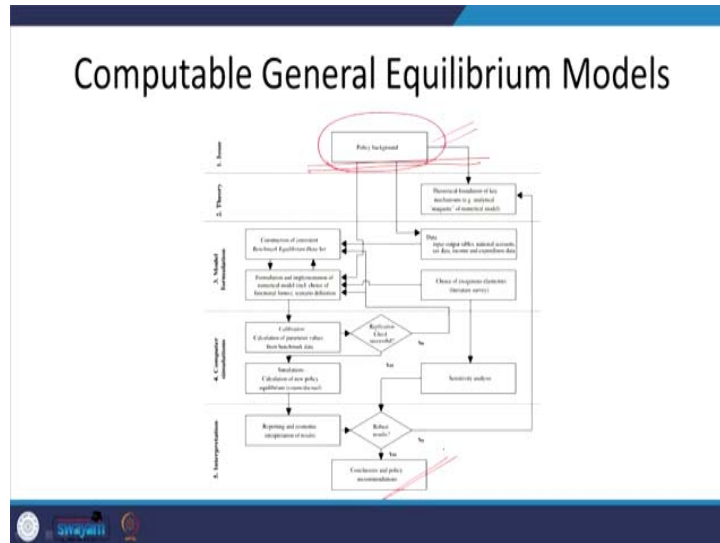 Computable General Equilibrium Models
1. Issue
Policy background
2. Theory
Theoretical foundation of key
mechanisms (e.g. analytical
'maquette' of numerical model)
3. Model
formulation
Construction of consistent
Benchmark Equilibrium Data Set
Data
input output tables, national accounts,
tax data, income and expenditure data
Formulation and implementation of
numerical model (incl. choice of
functional forms), scenario definition
Choice of exogenous elasticities
(literature survey)
4. Computer
simulations
Calibration
Calculation of parameter values
from benchmark data
Replication
Check
successful?
No
Yes
Simulations
Calculation of new policy
equilibrium (counterfactual)
Sensitivity analysis
5. Interpretation
Reporting and economic
interpretation of results
Robust
results?
No
Yes
Conclusions and policy
recommendations
swayam